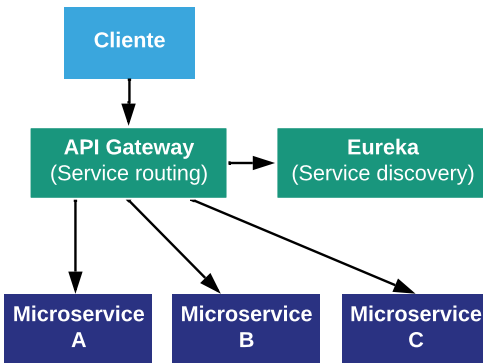 Cliente
API Gateway
(Service routing)
Eureka
(Service discovery)
Microservice
A
Microservice
B
Microservice
C